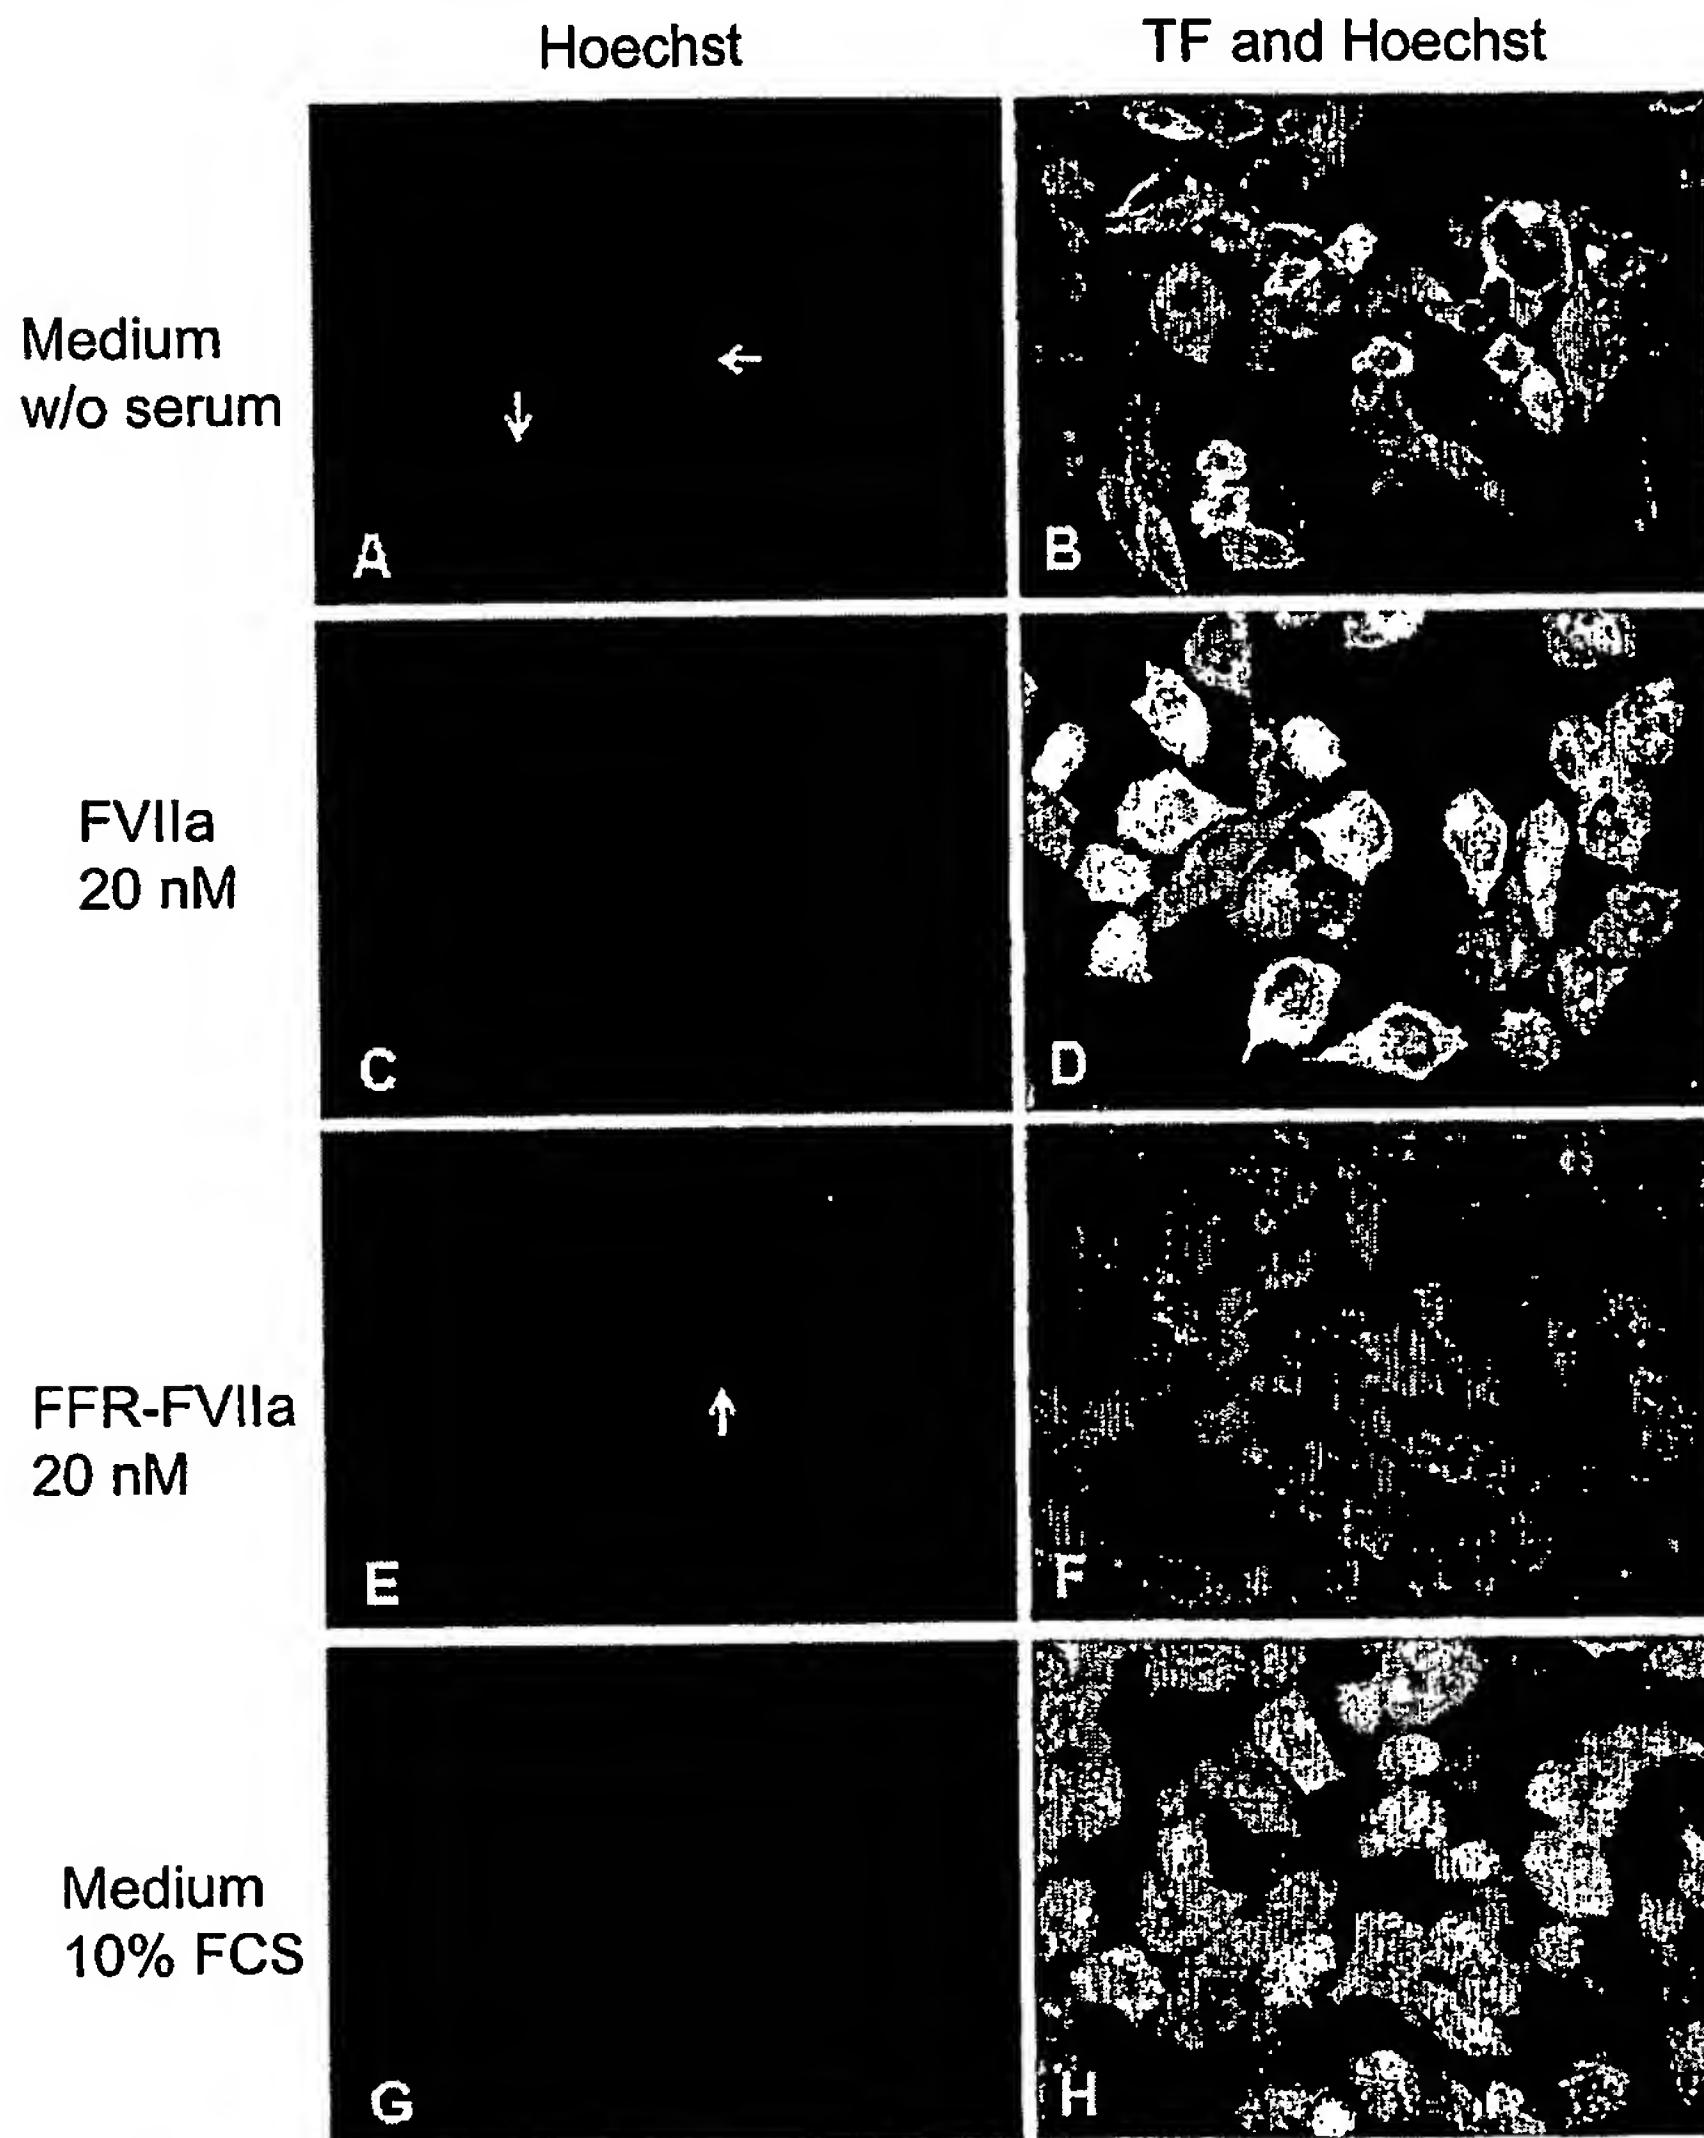 Hoechst
TF and Hoechst
Medium
w/o serum
A
B
FVIIa
20 nM
C
D
FFR-FVIIa
20 nM
E
F
Medium
10% FCS
G
H